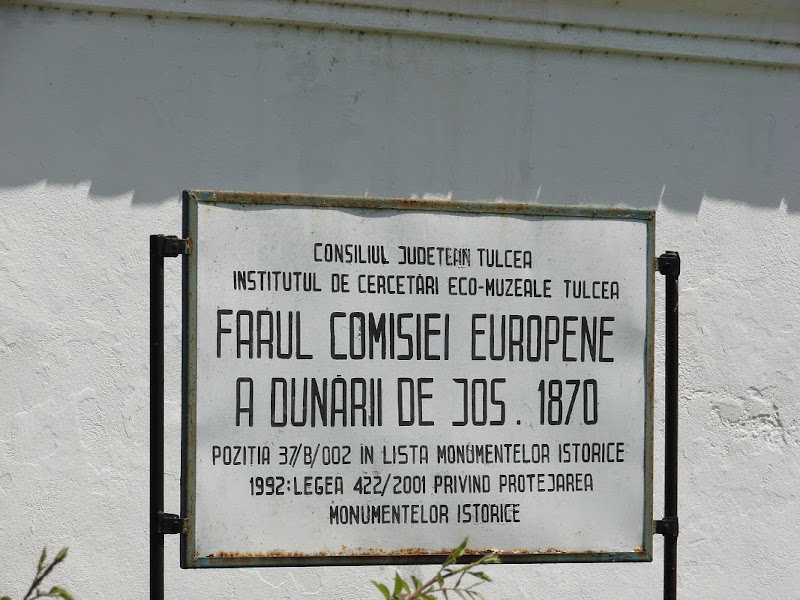 CONSILIUL JUDETEAN TULCEA
INSTITUTUL DE CERCETĂRI ECO-MUZEALE TULCEA
FARUL COMISIEI EUROPENE
A DUNĂRII DE JOS . 1870
POZIȚIA 37/B/002 ÎN LISTA MONUMENTELOR ISTORICE
1992:LEGEA 422/2001 PRIVIND PROTEJAREA
MONUMENTELOR ISTORICE